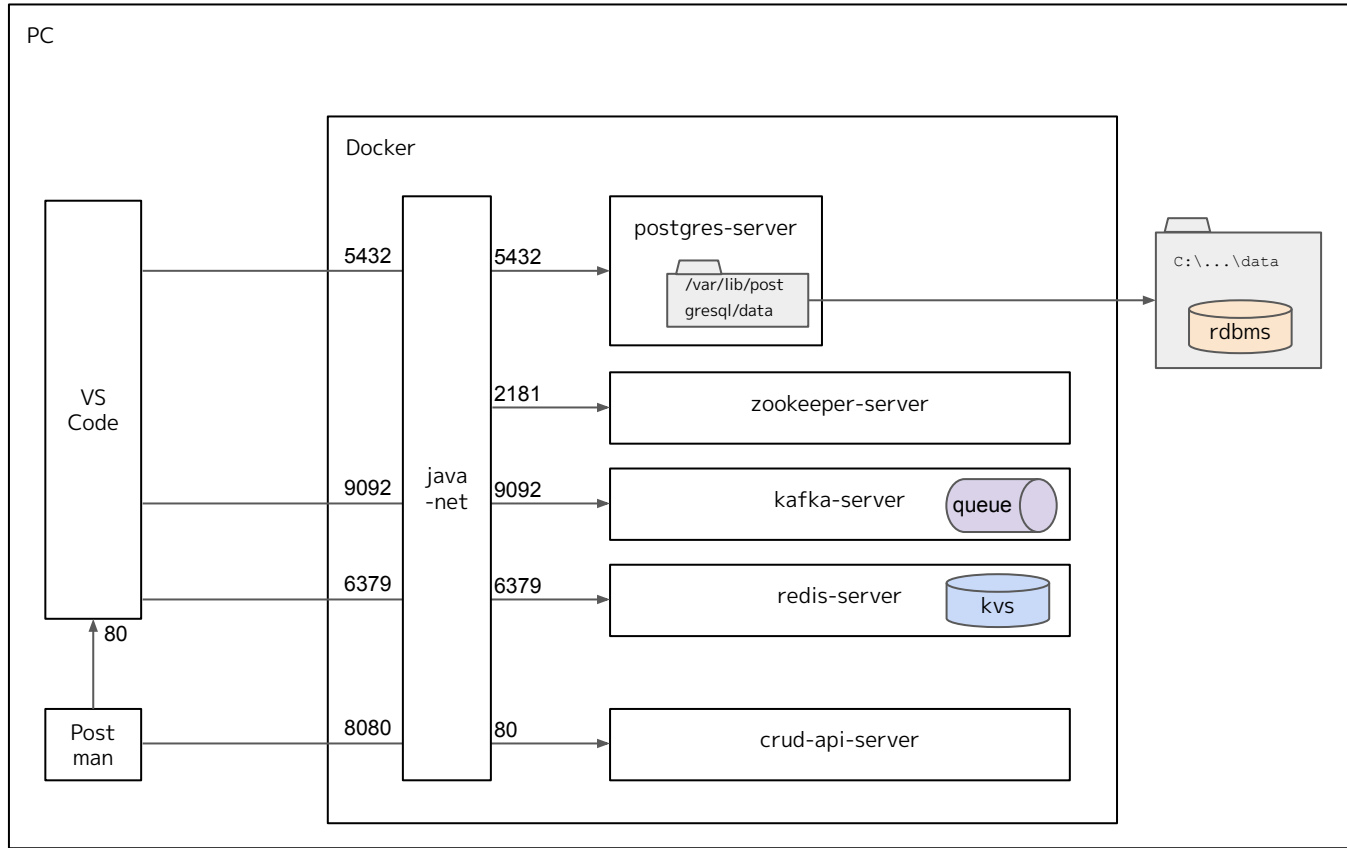 PC
Docker
VS
Code
5432
5432
postgres-server
/var/lib/post
gresql/data
C:\...\data
rdbms
2181
zookeeper-server
java
-net
9092
9092
kafka-server
queue
6379
6379
redis-server
kvs
80
Post
man
8080
80
crud-api-server